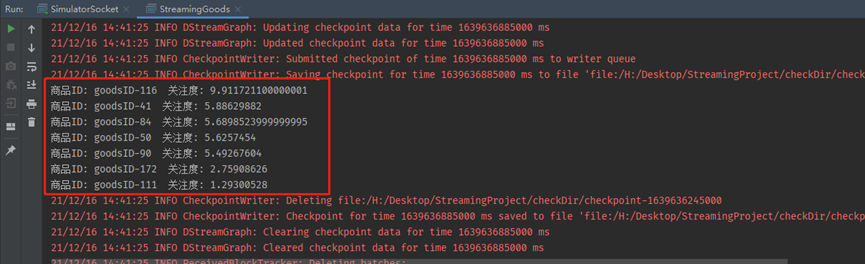 Run: SimulatorSocket StreamingGoods
21/12/16 14:41:25 INFO DStreamGraph: Updating checkpoint data for time 1639636885000 ms
21/12/16 14:41:25 INFO DStreamGraph: Updated checkpoint data for time 1639636885000 ms
21/12/16 14:41:25 INFO CheckpointWriter: Submitted checkpoint of time 1639636885000 ms to writer queue
21/12/16 14:41:25 INFO CheckpointWriter: Saving checkpoint for time 1639636885000 ms to file 'file:/H:/Desktop/StreamingProject/checkDir/check
商品ID: goodsID-116 关注度: 9.911721100000001
商品ID: goodsID-41 关注度: 5.88629882
商品ID: goodsID-84 关注度: 5.6898523999999995
商品ID: goodsID-50 关注度: 5.6257454
商品ID: goodsID-90 关注度: 5.49267604
商品ID: goodsID-172 关注度: 2.75908626
商品ID: goodsID-111 关注度: 1.29300528
21/12/16 14:41:25 INFO CheckpointWriter: Deleting file:/H:/Desktop/StreamingProject/checkDir/checkpoint-1639636245000
21/12/16 14:41:25 INFO CheckpointWriter: Checkpoint for time 1639636885000 ms saved to file 'file:/H:/Desktop/StreamingProject/checkDir/checkp
21/12/16 14:41:25 INFO DStreamGraph: Clearing checkpoint data for time 1639636885000 ms
21/12/16 14:41:25 INFO DStreamGraph: Cleared checkpoint data for time 1639636885000 ms
21/12/16 14:41:25 INFO ReceivedBlockTracker: Deleting batches: